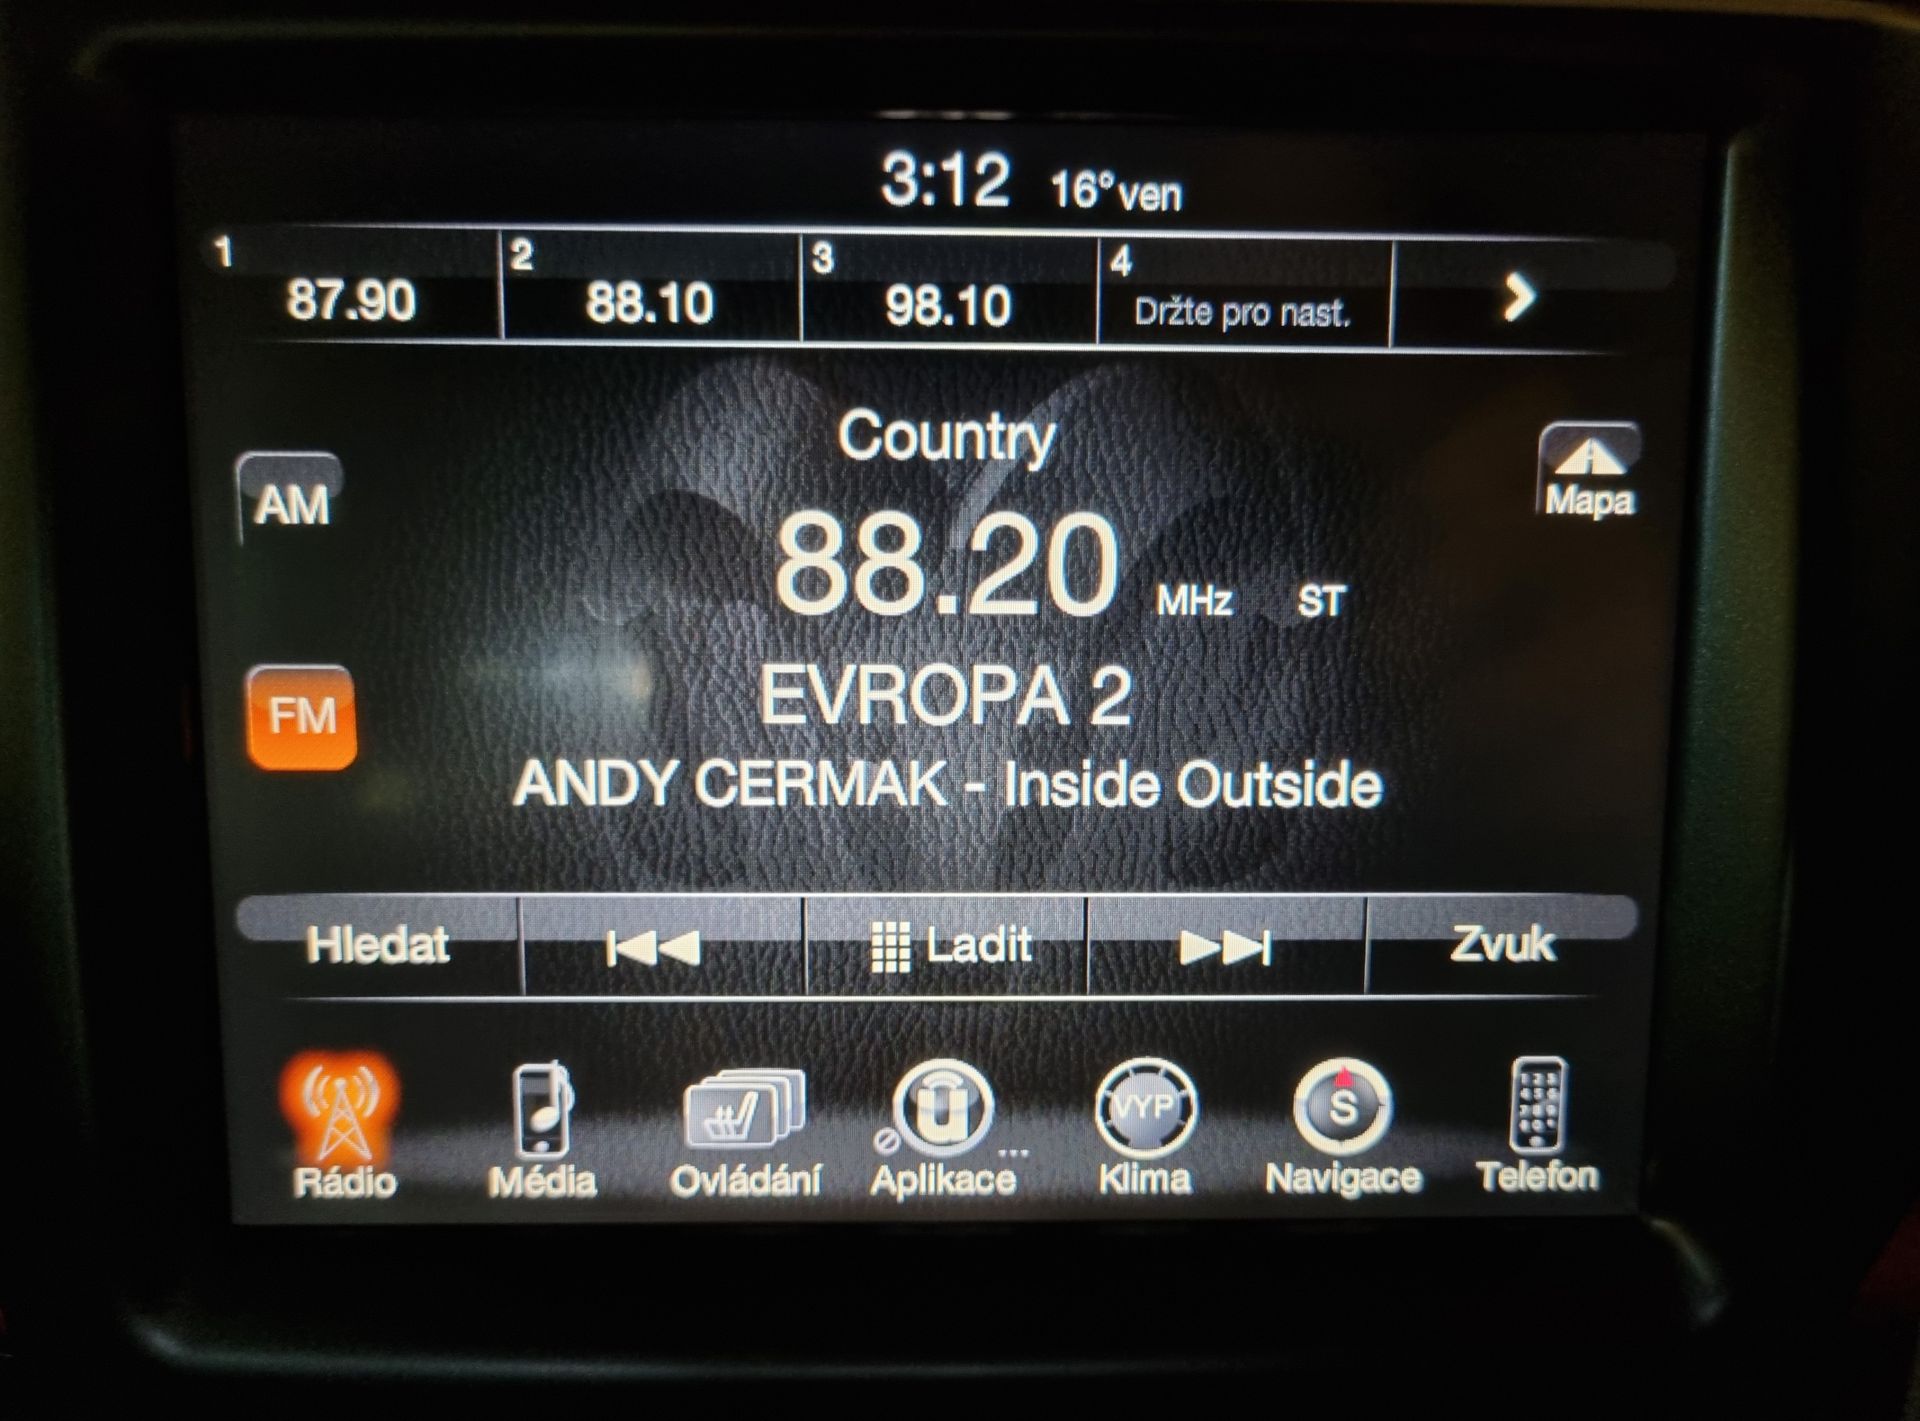 3:12 16° ven
1 2 3 4
87.90 88.10 98.10 Držte pro nast.
Country
AM Mapa
88.20 MHz ST
FM EVROPA 2
ANDY CERMAK - Inside Outside
Hledat Ladit Zvuk
VYP S
Rádio Média Ovládání Aplikace ... Klima Navigace Telefon